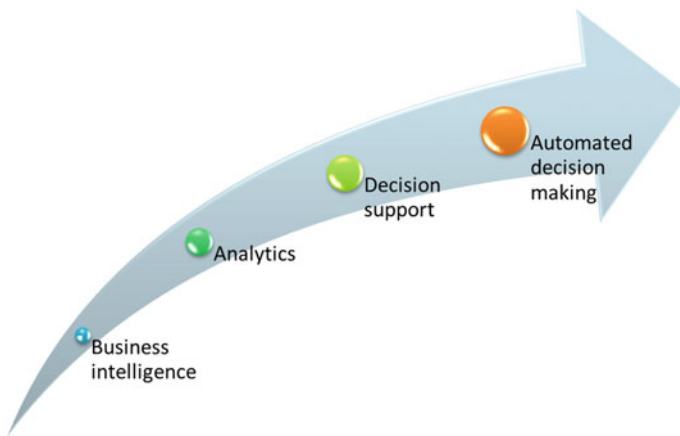 Automated
decision
making
Decision
support
Analytics
Business
intelligence